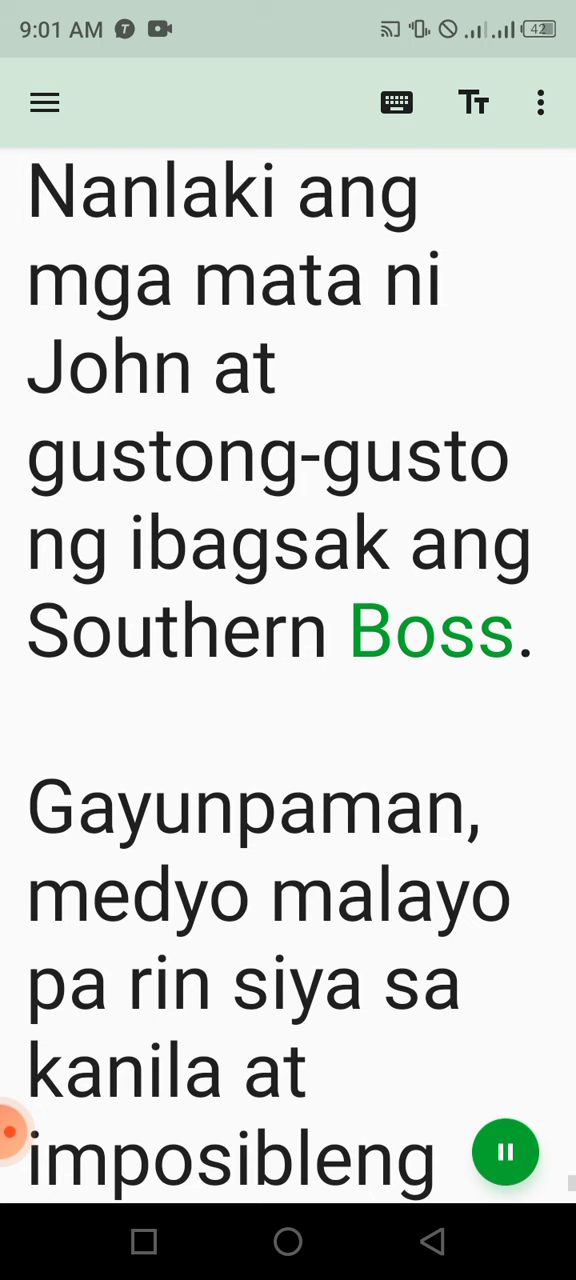 9:01 AM
42
Nanlaki ang
mga mata ni
John at
gustong-gusto
ng ibagsak ang
Southern Boss.
Gayunpaman,
medyo malayo
pa rin siya sa
kanila at
imposibleng